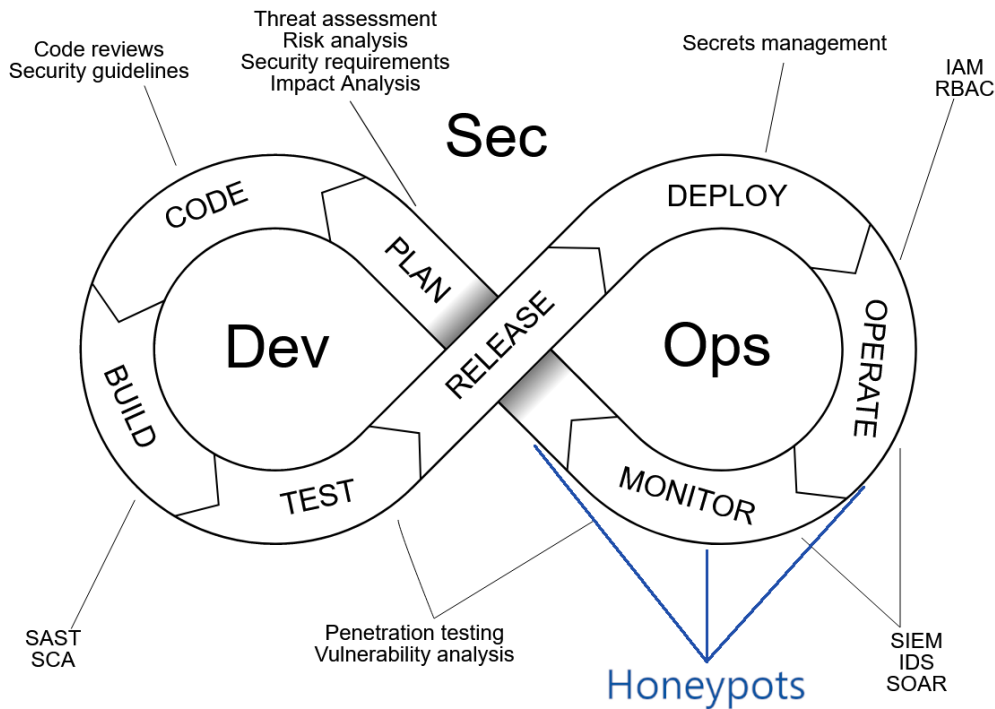 Threat assessment
Risk analysis
Security requirements
Impact Analysis
Code reviews
Security guidelines
Secrets management
IAM
RBAC
Sec
CODE
PLAN
DEPLOY
Dev
RELEASE
Ops
OPERATE
BUILD
TEST
MONITOR
SAST
SCA
Penetration testing
Vulnerability analysis
SIEM
IDS
SOAR
Honeypots